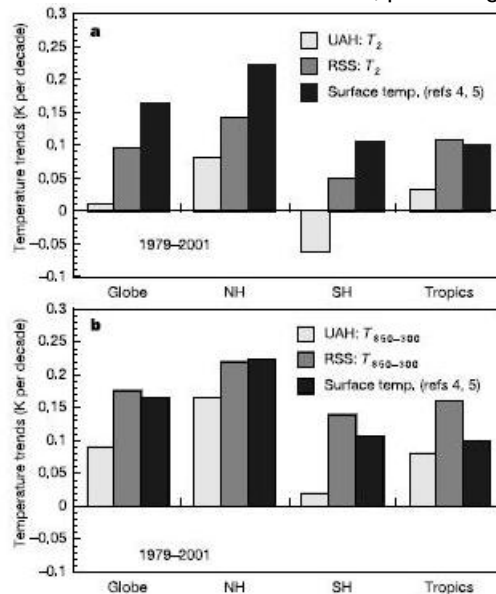 a
UAH: T2
RSS: T2
Surface temp. (refs 4, 5)
Temperature trends (K per decade)
0.3
0.25
0.2
0.15
0.1
0.05
0
−0.05
−0.1
1979–2001
Globe NH SH Tropics
b
UAH: T850–300
RSS: T850–300
Surface temp. (refs 4, 5)
Temperature trends (K per decade)
0.3
0.25
0.2
0.15
0.1
0.05
0
−0.05
−0.1
1979–2001
Globe NH SH Tropics